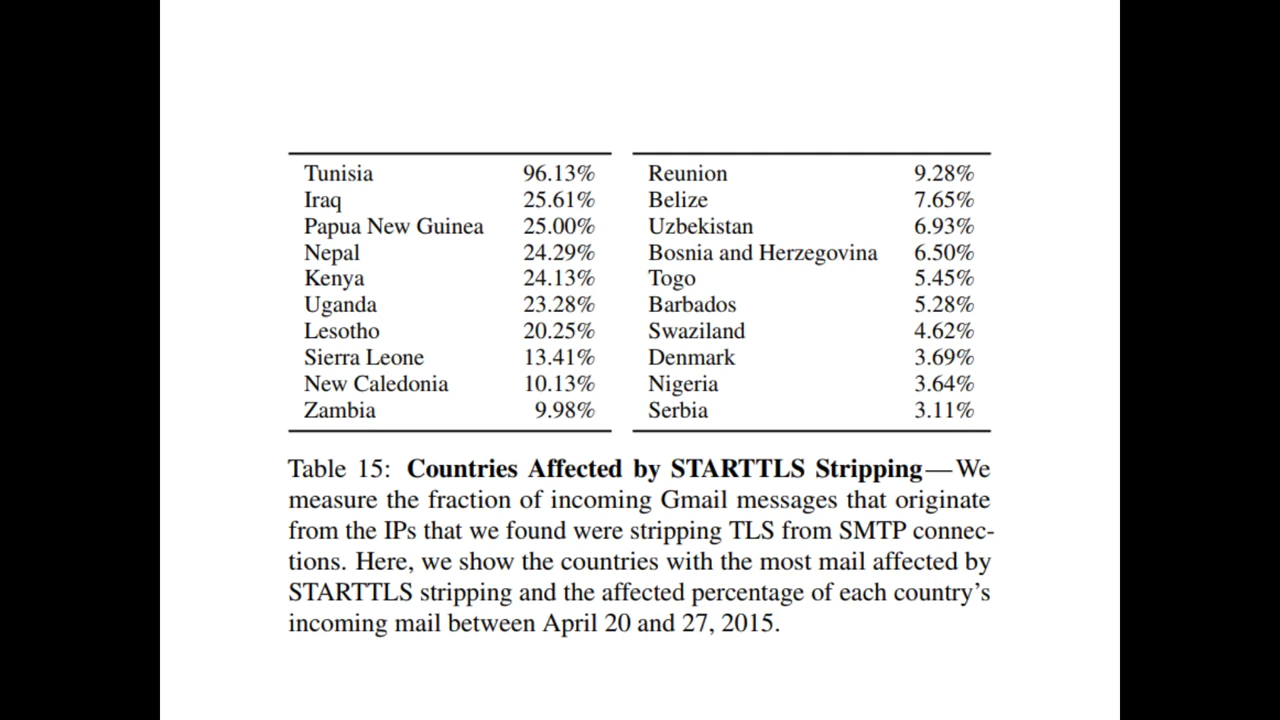 Tunisia 96.13% Reunion 9.28%
Iraq 25.61% Belize 7.65%
Papua New Guinea 25.00% Uzbekistan 6.93%
Nepal 24.29% Bosnia and Herzegovina 6.50%
Kenya 24.13% Togo 5.45%
Uganda 23.28% Barbados 5.28%
Lesotho 20.25% Swaziland 4.62%
Sierra Leone 13.41% Denmark 3.69%
New Caledonia 10.13% Nigeria 3.64%
Zambia 9.98% Serbia 3.11%
Table 15: Countries Affected by STARTTLS Stripping—We
measure the fraction of incoming Gmail messages that originate
from the IPs that we found were stripping TLS from SMTP connec-
tions. Here, we show the countries with the most mail affected by
STARTTLS stripping and the affected percentage of each country's
incoming mail between April 20 and 27, 2015.